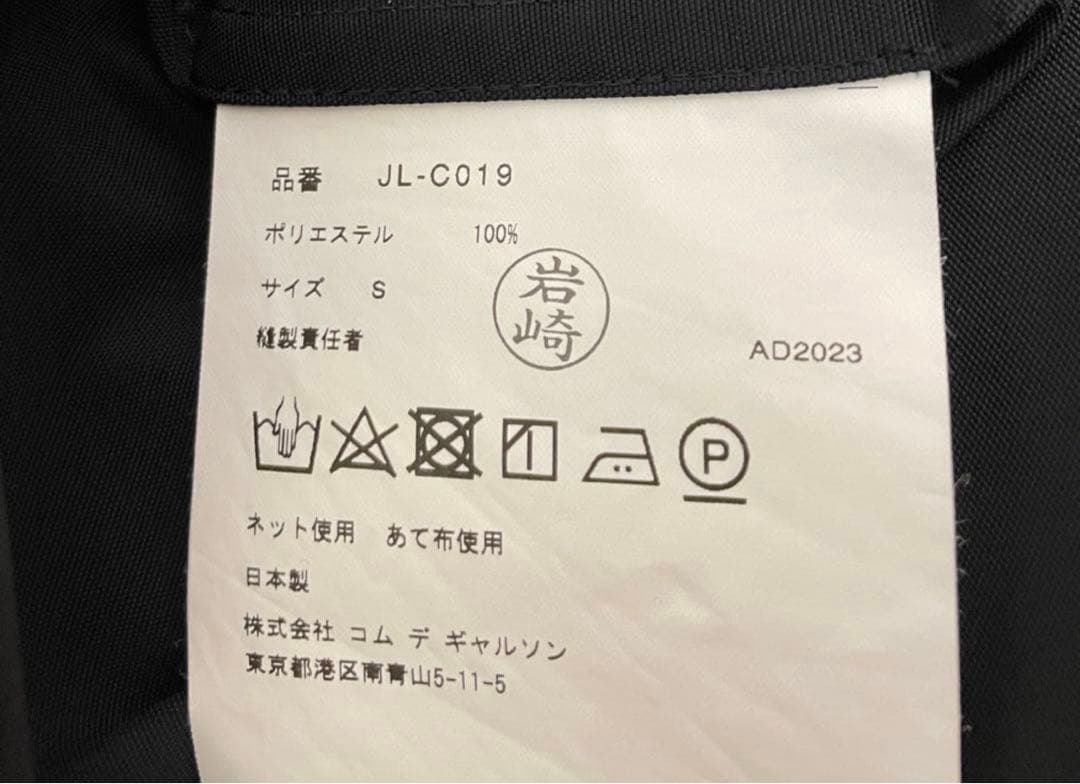 品番 JL-C019
ポリエステル 100%
サイズ S
岩崎
縫製責任者
AD2023
P
ネット使用 あて布使用
日本製
株式会社 コム デ ギャルソン
東京都港区南青山5-11-5